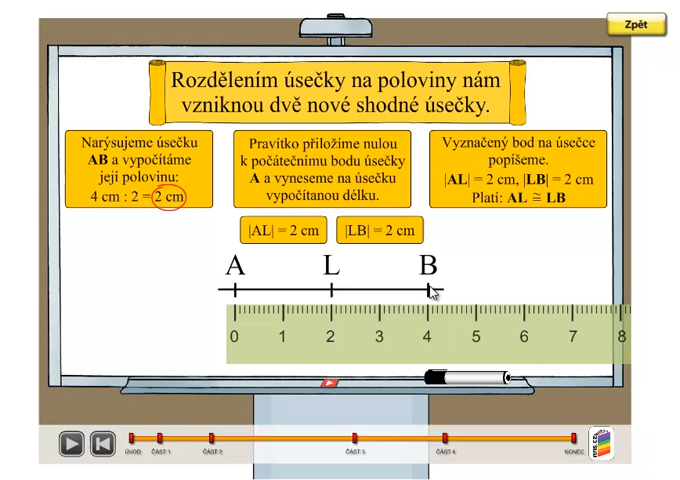 Zpět
Rozdělením úsečky na poloviny nám
vzniknou dvě nové shodné úsečky.
Narýsujeme úsečku
AB a vypočítáme
její polovinu:
4 cm : 2 = 2 cm
Pravítko přiložíme nulou
k počátečnímu bodu úsečky
A a vyneseme na úsečku
vypočítanou délku.
Vyznačený bod na úsečce
popíšeme.
|AL| = 2 cm, |LB| = 2 cm
Platí: AL ≅ LB
|AL| = 2 cm
|LB| = 2 cm
A L B
0 1 2 3 4 5 6 7 8
ÚVOD ČÁST 1. ČÁST 2. ČÁST 3. ČÁST 4. KONEC